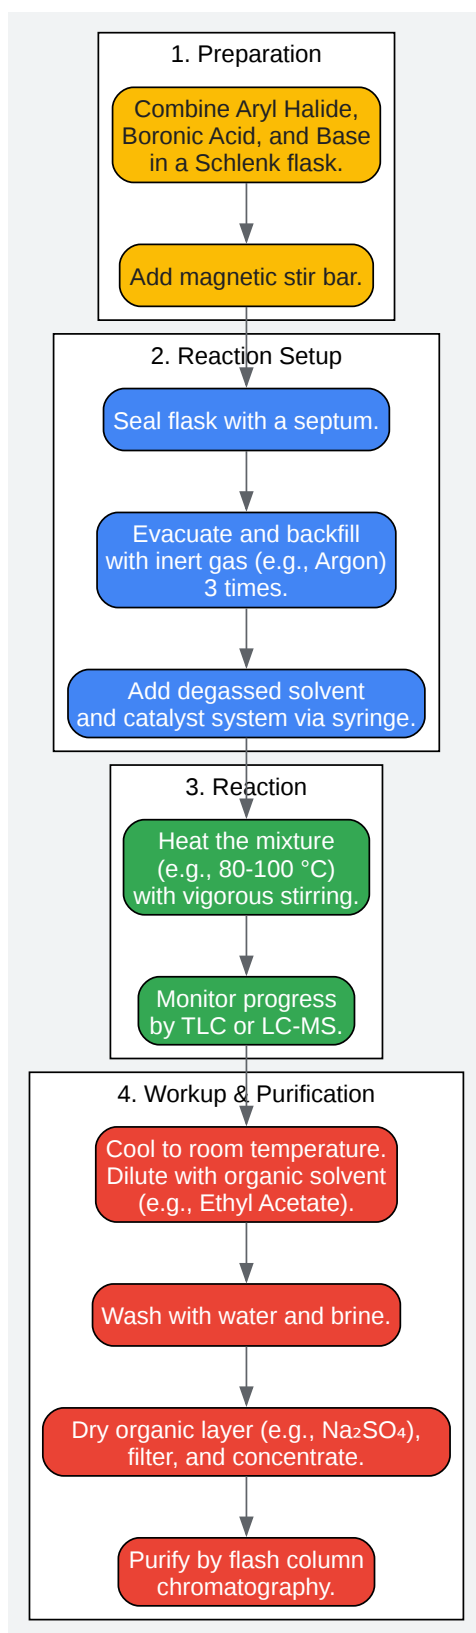 1. Preparation
Combine Aryl Halide,
Boronic Acid, and Base
in a Schlenk flask.
Add magnetic stir bar.
2. Reaction Setup
Seal flask with a septum.
Evacuate and backfill
with inert gas (e.g., Argon)
3 times.
Add degassed solvent
and catalyst system via syringe.
3. Reaction
Heat the mixture
(e.g., 80-100 °C)
with vigorous stirring.
Monitor progress
by TLC or LC-MS.
4. Workup & Purification
Cool to room temperature.
Dilute with organic solvent
(e.g., Ethyl Acetate).
Wash with water and brine.
Dry organic layer (e.g., Na₂SO₄),
filter, and concentrate.
Purify by flash column
chromatography.